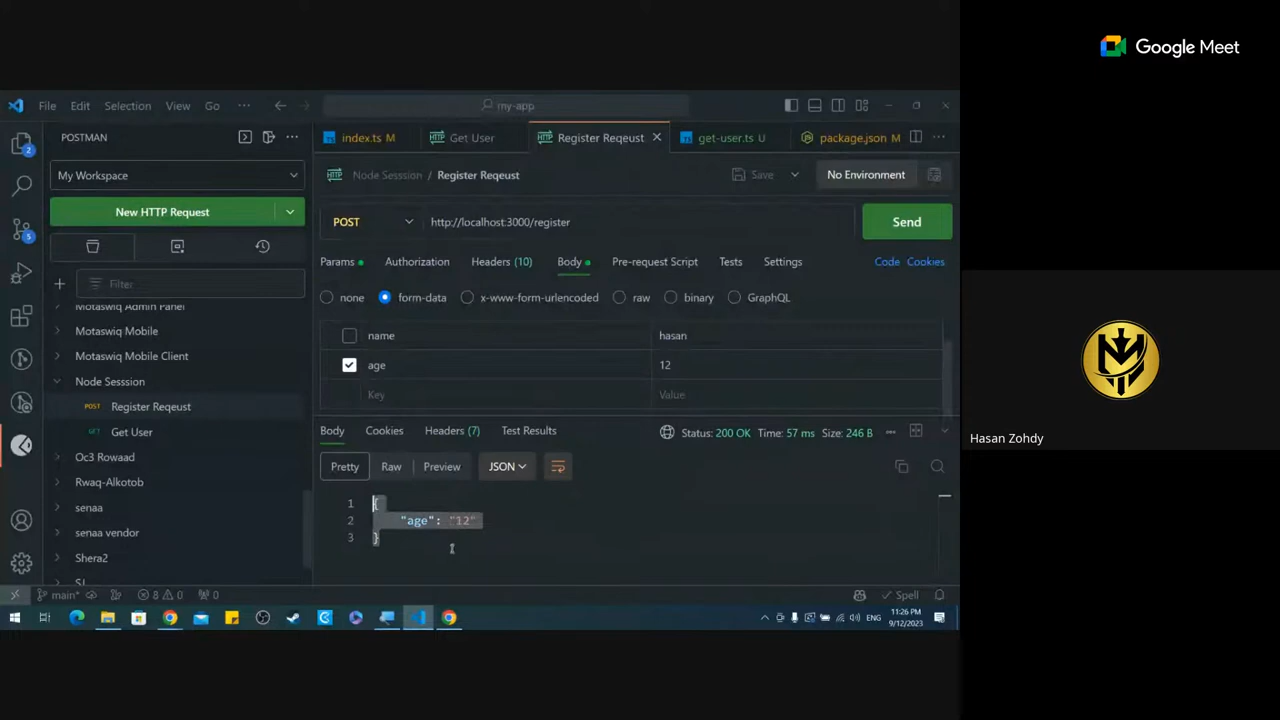 Google Meet
File Edit Selection View Go ··· my-app
POSTMAN
index.ts M Get User Register Reqeust get-user.ts U package.json M
My Workspace
Node Sesssion / Register Reqeust Save No Environment
New HTTP Request
POST http://localhost:3000/register Send
Params Authorization Headers (10) Body Pre-request Script Tests Settings Code Cookies
Filter
none form-data x-www-form-urlencoded raw binary GraphQL
Motaswiq Admin Panel
Motaswiq Mobile
Motaswiq Mobile Client
Node Sesssion
POST Register Reqeust
GET Get User
Oc3 Rowaad
Rwaq-Alkotob
senaa
senaa vendor
Shera2
name hasan
age 12
Key Value
Body Cookies Headers (7) Test Results Status: 200 OK Time: 57 ms Size: 246 B
Pretty Raw Preview JSON
1 {
2 "age": "12"
3 }
Hasan Zohdy
main* 8 0 0 Spell
ENG 11:26 PM
9/12/2023
2
5